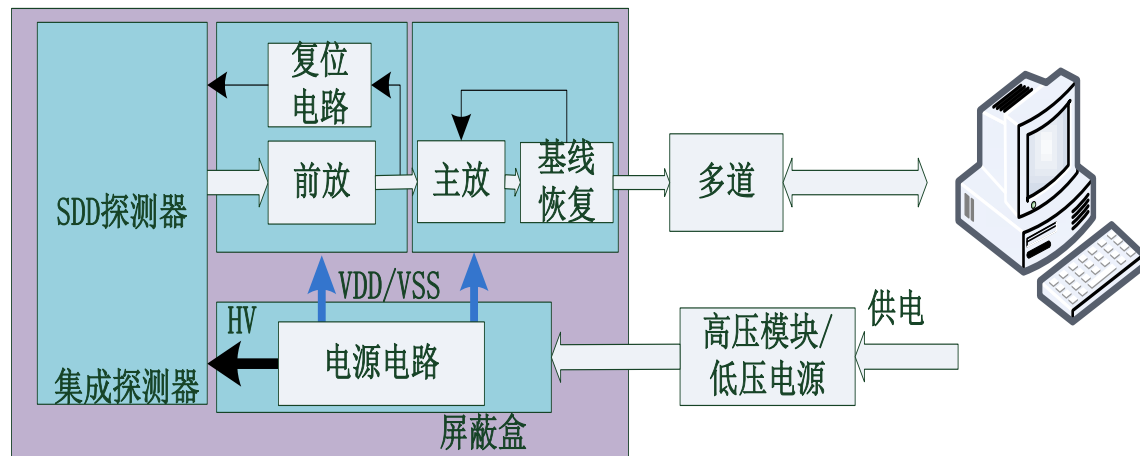 复位
电路
前放
主放
基线
恢复
多道
SDD探测器
VDD/VSS
HV
电源电路
集成探测器
屏蔽盒
高压模块/
低压电源
供电